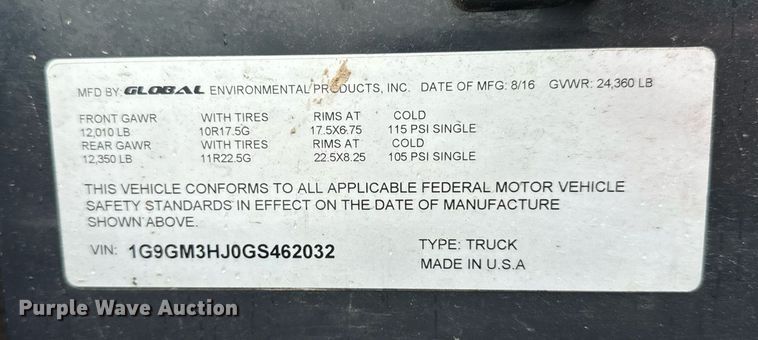 MFD BY: GLOBAL ENVIRONMENTAL PRODUCTS, INC. DATE OF MFG: 8/16 GVWR: 24,360 LB
FRONT GAWR WITH TIRES RIMS AT COLD
12,010 LB 10R17.5G 17.5X6.75 115 PSI SINGLE
REAR GAWR WITH TIRES RIMS AT COLD
12,350 LB 11R22.5G 22.5X8.25 105 PSI SINGLE
THIS VEHICLE CONFORMS TO ALL APPLICABLE FEDERAL MOTOR VEHICLE
SAFETY STANDARDS IN EFFECT ON THE DATE OF MANUFACTURE
SHOWN ABOVE.
VIN: 1G9GM3HJ0GS462032 TYPE: TRUCK
MADE IN U.S.A
Purple Wave Auction